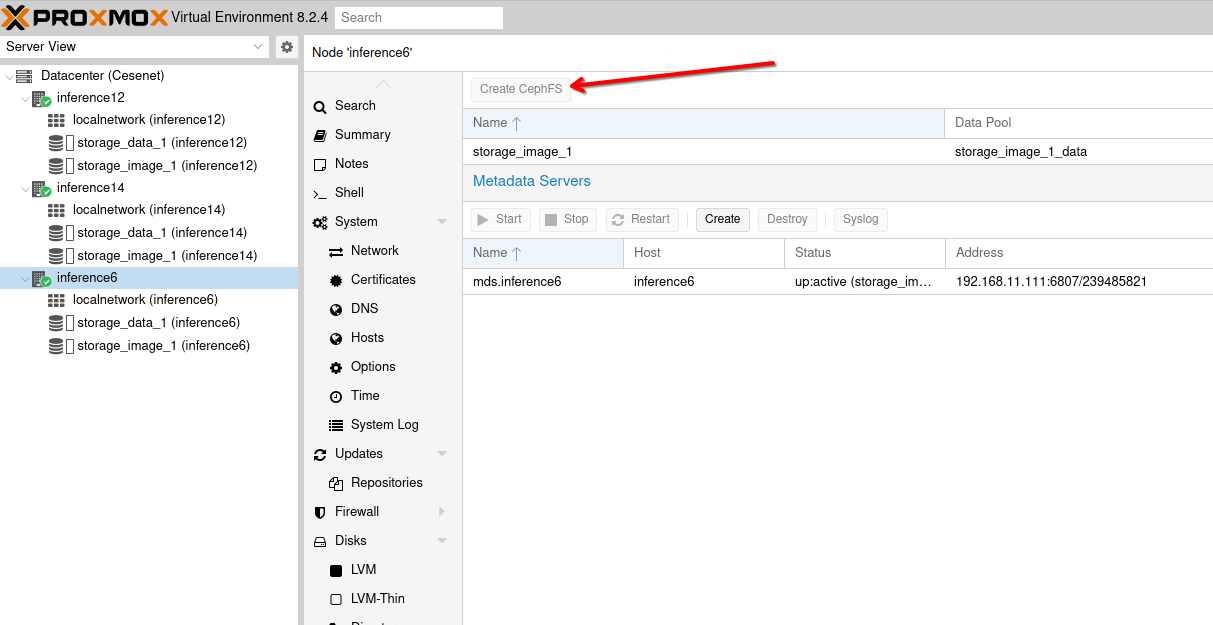 PROXMOX Virtual Environment 8.2.4 Search
Server View
Node 'inference6'
Datacenter (Cesenet)
inference12
localnetwork (inference12)
storage_data_1 (inference12)
storage_image_1 (inference12)
inference14
localnetwork (inference14)
storage_data_1 (inference14)
storage_image_1 (inference14)
inference6
localnetwork (inference6)
storage_data_1 (inference6)
storage_image_1 (inference6)
Search
Summary
Notes
Shell
System
Network
Certificates
DNS
Hosts
Options
Time
System Log
Updates
Repositories
Firewall
Disks
LVM
LVM-Thin
Create CephFS
Name Data Pool
storage_image_1 storage_image_1_data
Metadata Servers
Start Stop Restart Create Destroy Syslog
Name Host Status Address
mds.inference6 inference6 up:active (storage_im… 192.168.11.111:6807/239485821